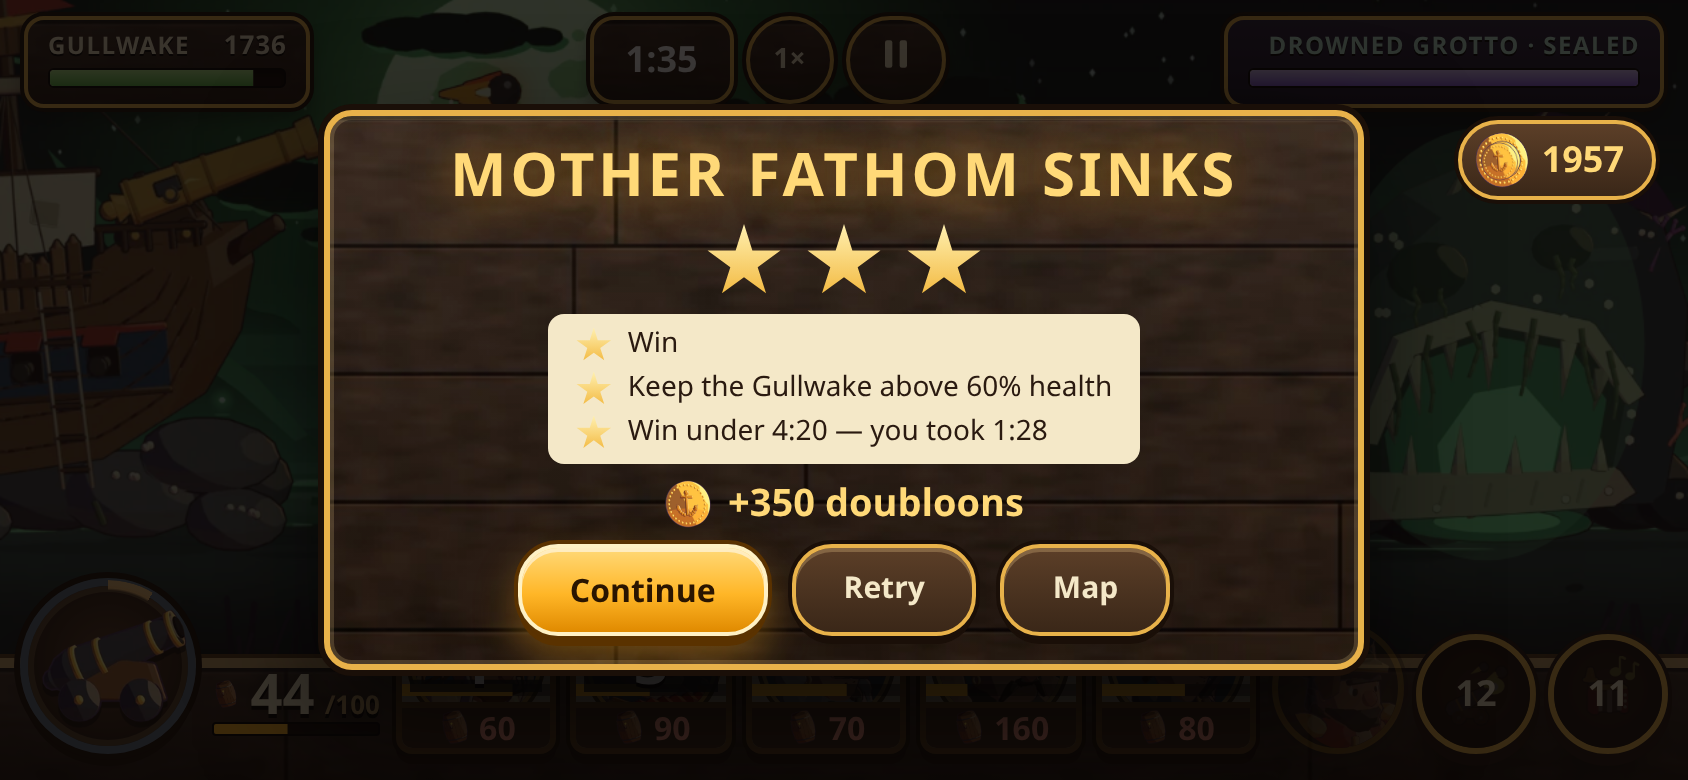 GULLWAKE 1736
1:35
1×
DROWNED GROTTO · SEALED
1957
MOTHER FATHOM SINKS
Win
Keep the Gullwake above 60% health
Win under 4:20 — you took 1:28
+350 doubloons
Continue
Retry
Map
44 /100
60
90
70
160
80
12
11